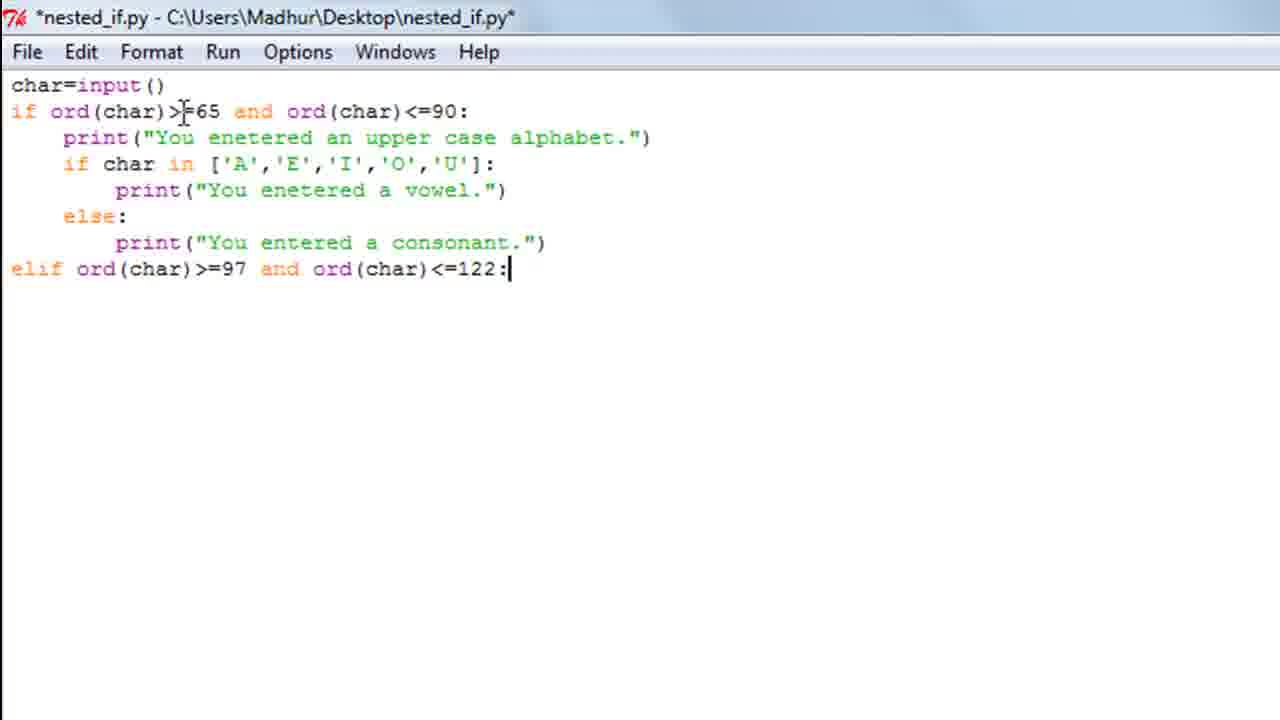 *nested_if.py - C:\Users\Madhur\Desktop\nested_if.py*
File Edit Format Run Options Windows Help
char=input()
if ord(char)>=65 and ord(char)<=90:
    print("You enetered an upper case alphabet.")
    if char in ['A','E','I','O','U']:
        print("You enetered a vowel.")
    else:
        print("You entered a consonant.")
elif ord(char)>=97 and ord(char)<=122: